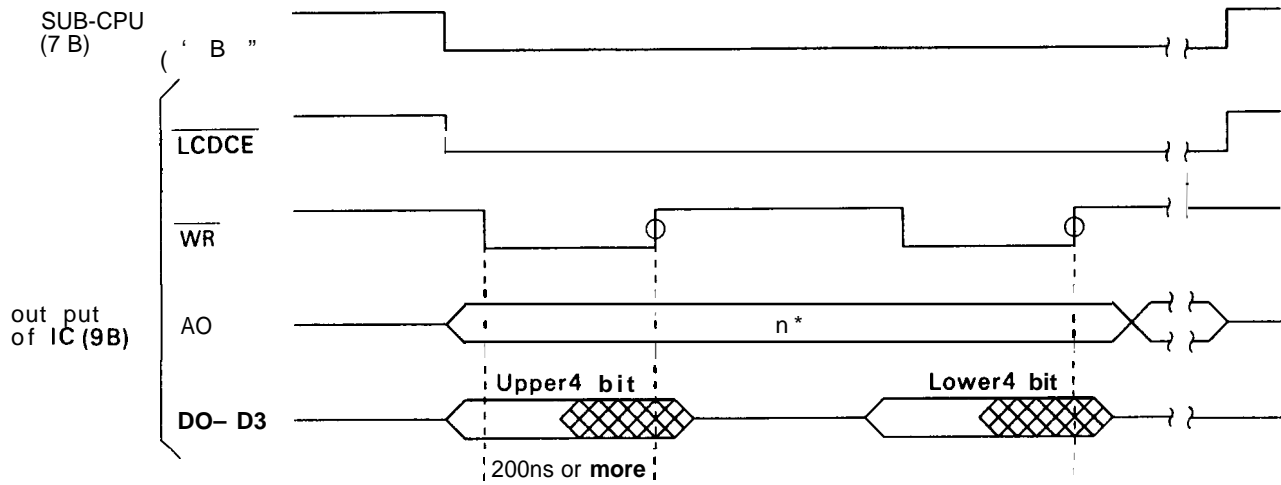 SUB-CPU
(7 B)
( ‘ B ”
LCDCE
WR
out put
of IC (9B)
AO
n*
Upper4 bit
Lower4 bit
DO– D3
200ns or more